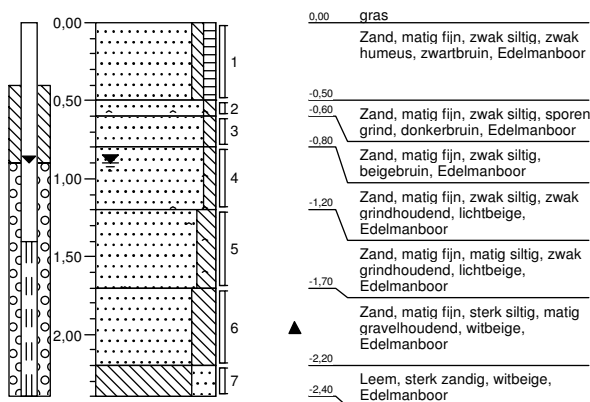 0,00
0,50
1,00
1,50
2,00
1
2
3
4
5
6
7
0,00 gras
Zand, matig fijn, zwak siltig, zwak
humeus, zwartbruin, Edelmanboor
-0,50
-0,60
Zand, matig fijn, zwak siltig, sporen
grind, donkerbruin, Edelmanboor
-0,80
Zand, matig fijn, zwak siltig,
beigebruin, Edelmanboor
-1,20
Zand, matig fijn, zwak siltig, zwak
grindhoudend, lichtbeige,
Edelmanboor
Zand, matig fijn, matig siltig, zwak
grindhoudend, lichtbeige,
Edelmanboor
-1,70
Zand, matig fijn, sterk siltig, matig
gravelhoudend, witbeige,
Edelmanboor
-2,20
Leem, sterk zandig, witbeige,
Edelmanboor
-2,40